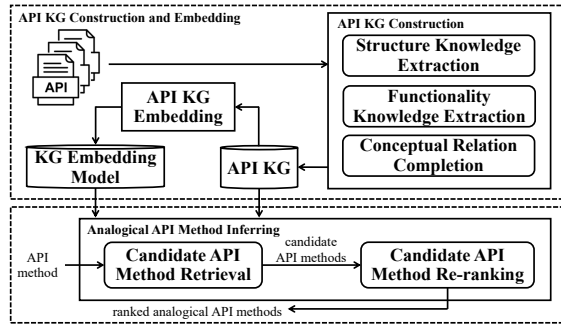 API KG Construction and Embedding
API KG Construction
Structure Knowledge
Extraction
Functionality
Knowledge Extraction
Conceptual Relation
Completion
API
API KG
Embedding
KG Embedding
Model
API KG
Analogical API Method Inferring
API
method
Candidate API
Method Retrieval
candidate
API methods
Candidate API
Method Re-ranking
ranked analogical API methods